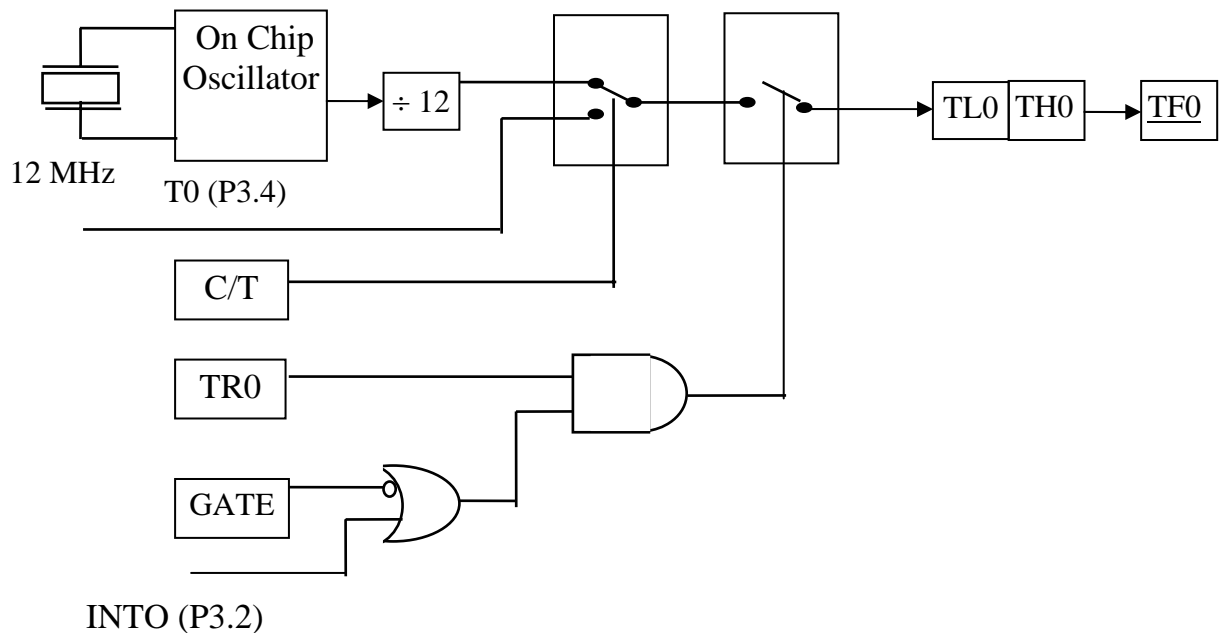 On Chip
Oscillator
÷ 12
TL0 TH0 TF0
12 MHz
T0 (P3.4)
C/T
TR0
GATE
INTO (P3.2)